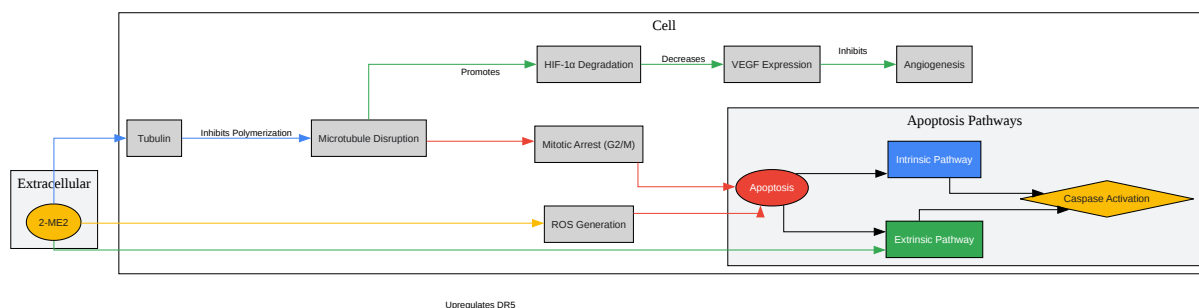 Cell
HIF-1α Degradation
Decreases
VEGF Expression
Inhibits
Angiogenesis
Promotes
Tubulin
Inhibits Polymerization
Microtubule Disruption
Mitotic Arrest (G2/M)
Apoptosis Pathways
Intrinsic Pathway
Extracellular
Apoptosis
Caspase Activation
2-ME2
ROS Generation
Extrinsic Pathway
Upregulates DR5